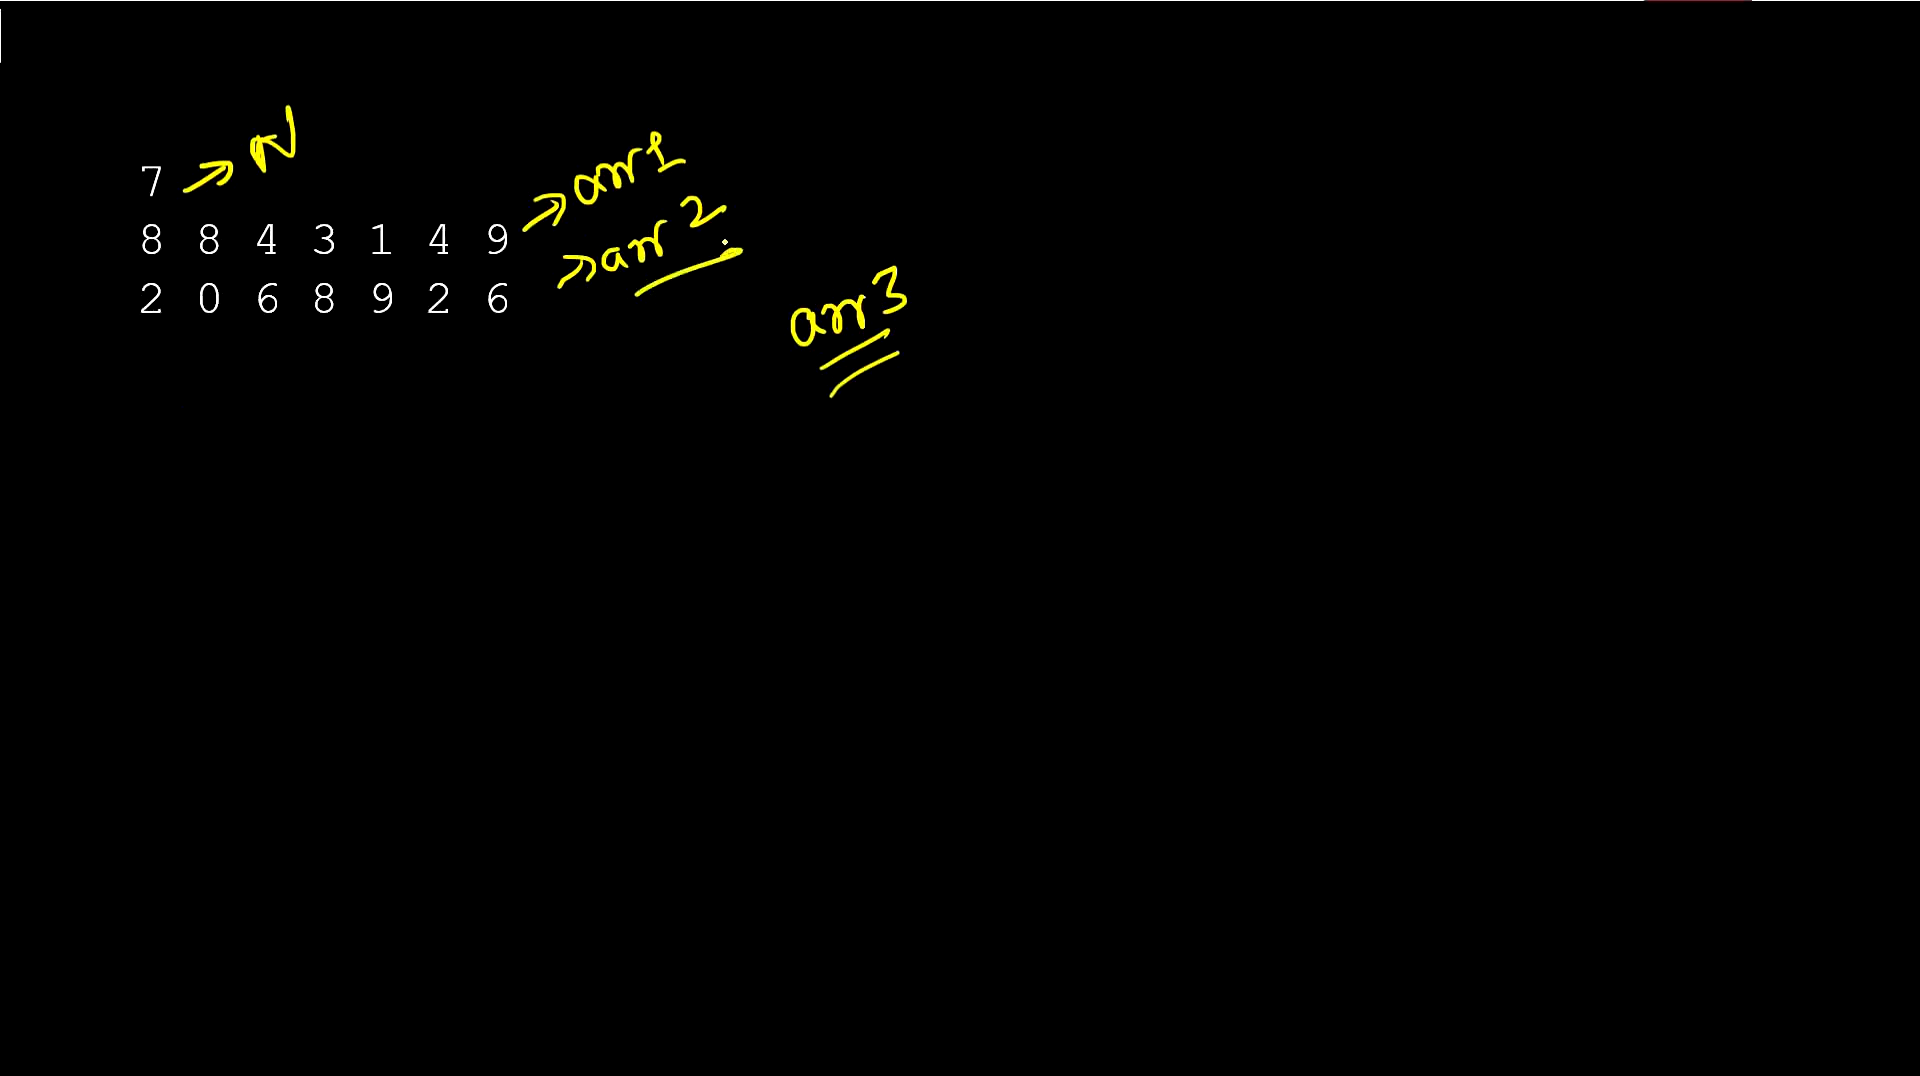 7 → N
8 8 4 3 1 4 9 → arr1
2 0 6 8 9 2 6 → arr2
arr3